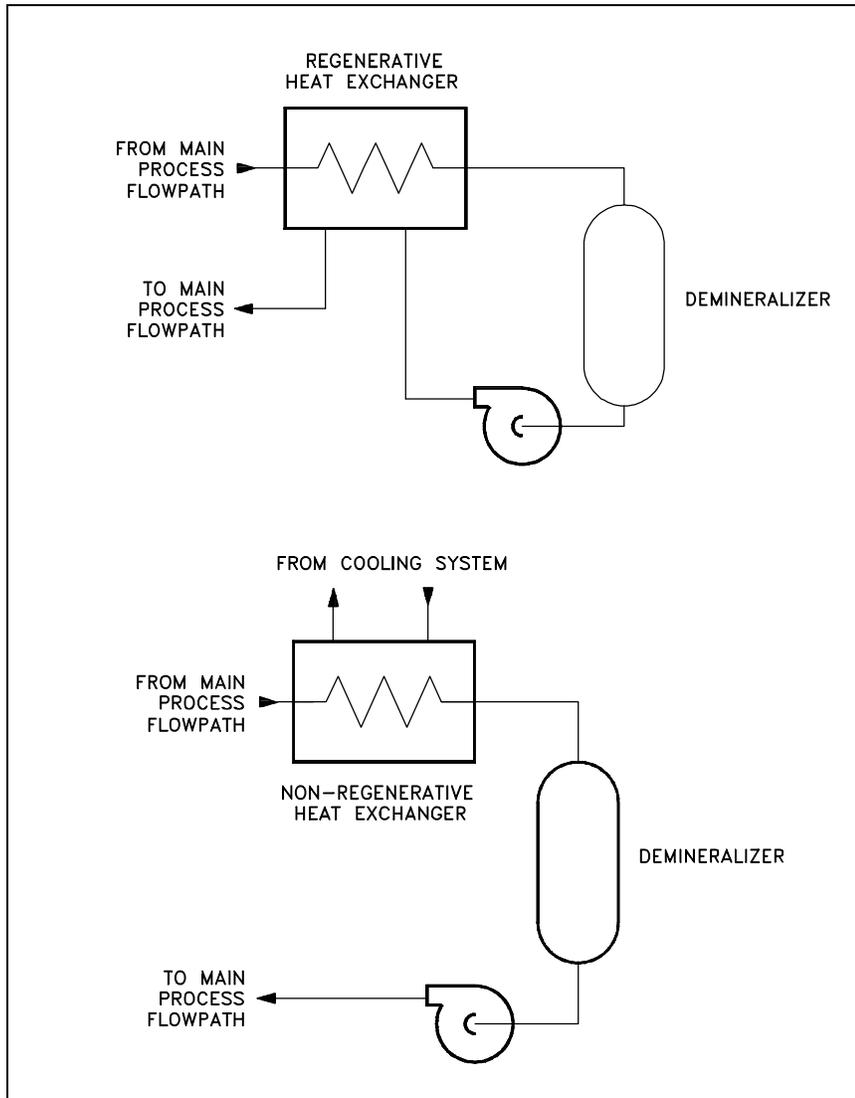 REGENERATIVE
HEAT EXCHANGER
FROM MAIN
PROCESS
FLOWPATH
TO MAIN
PROCESS
FLOWPATH
DEMINERALIZER
FROM COOLING SYSTEM
FROM MAIN
PROCESS
FLOWPATH
NON-REGENERATIVE
HEAT EXCHANGER
DEMINERALIZER
TO MAIN
PROCESS
FLOWPATH